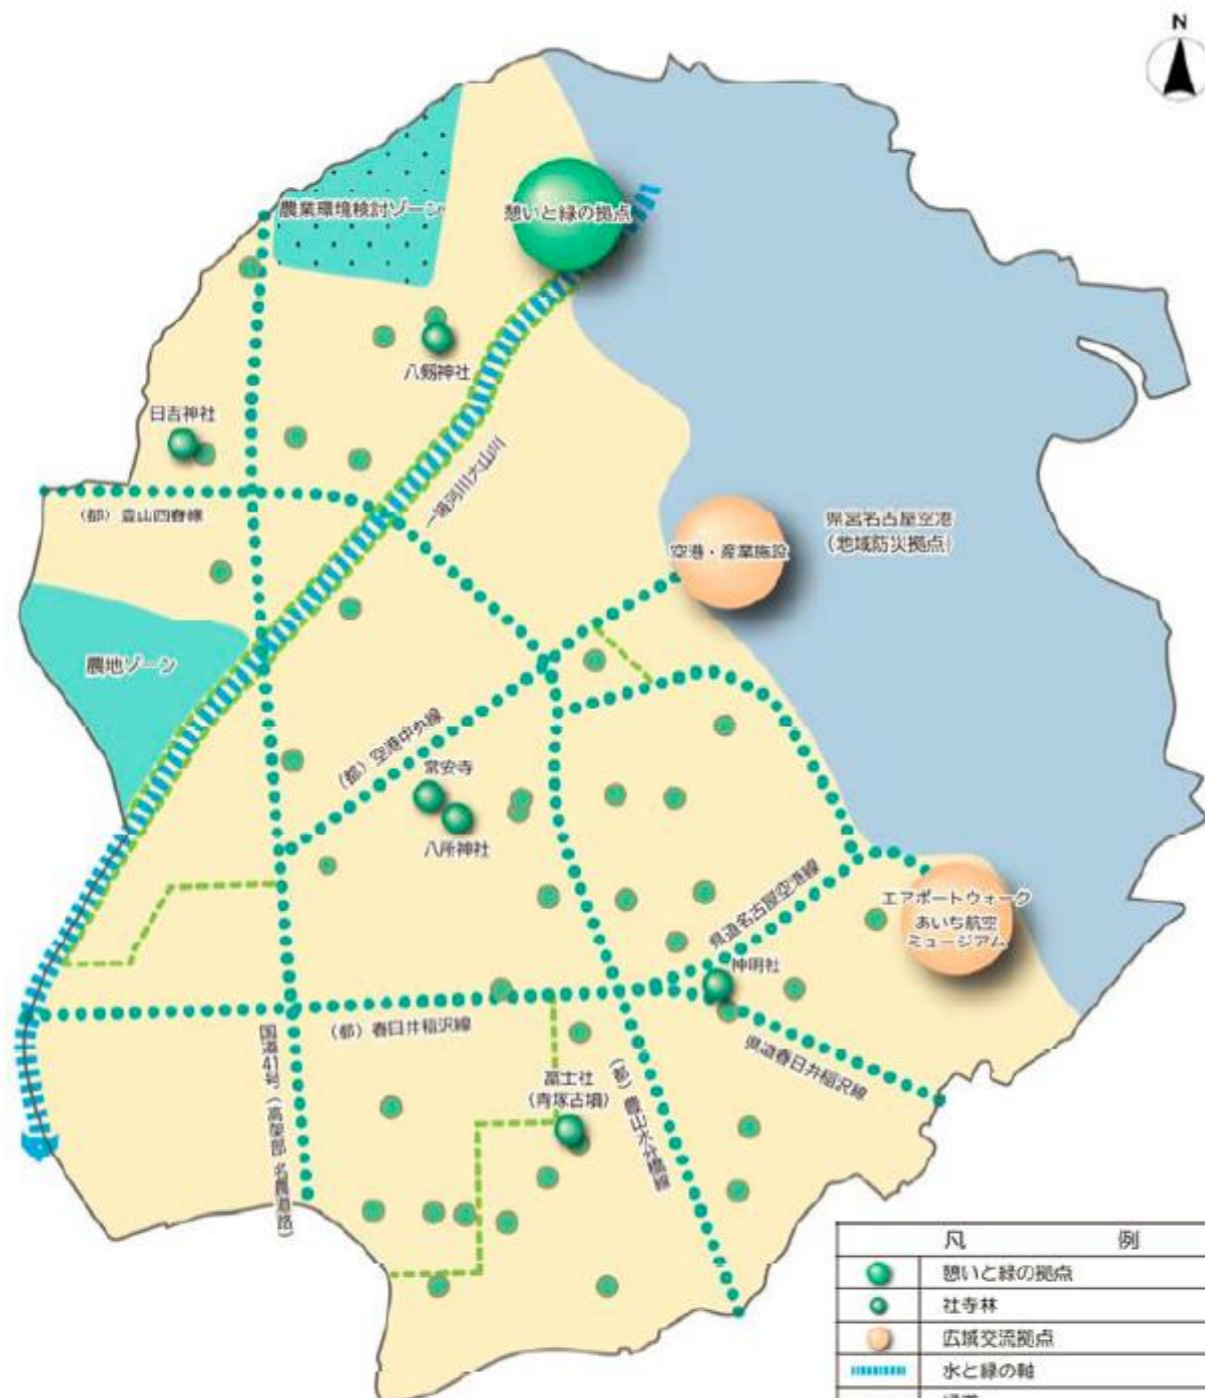 N
農業環境検討ゾーン
憩いと緑の拠点
八剱神社
日吉神社
一級河川大山川
(都) 豊山四春線
県営名古屋空港
(地域防災拠点)
空港・産業施設
農地ゾーン
(都) 空港中央線
常安寺
八所神社
エアポートウォーク
あいち航空
ミュージアム
県道名古屋空港線
神明社
(都) 春日井稲沢線
国道41号 (高架部 名濃道路)
県道春日井稲沢線
冨士社
(青塚古墳)
(都) 豊山水分橋線
凡 例
憩いと緑の拠点
社寺林
広域交流拠点
水と緑の軸